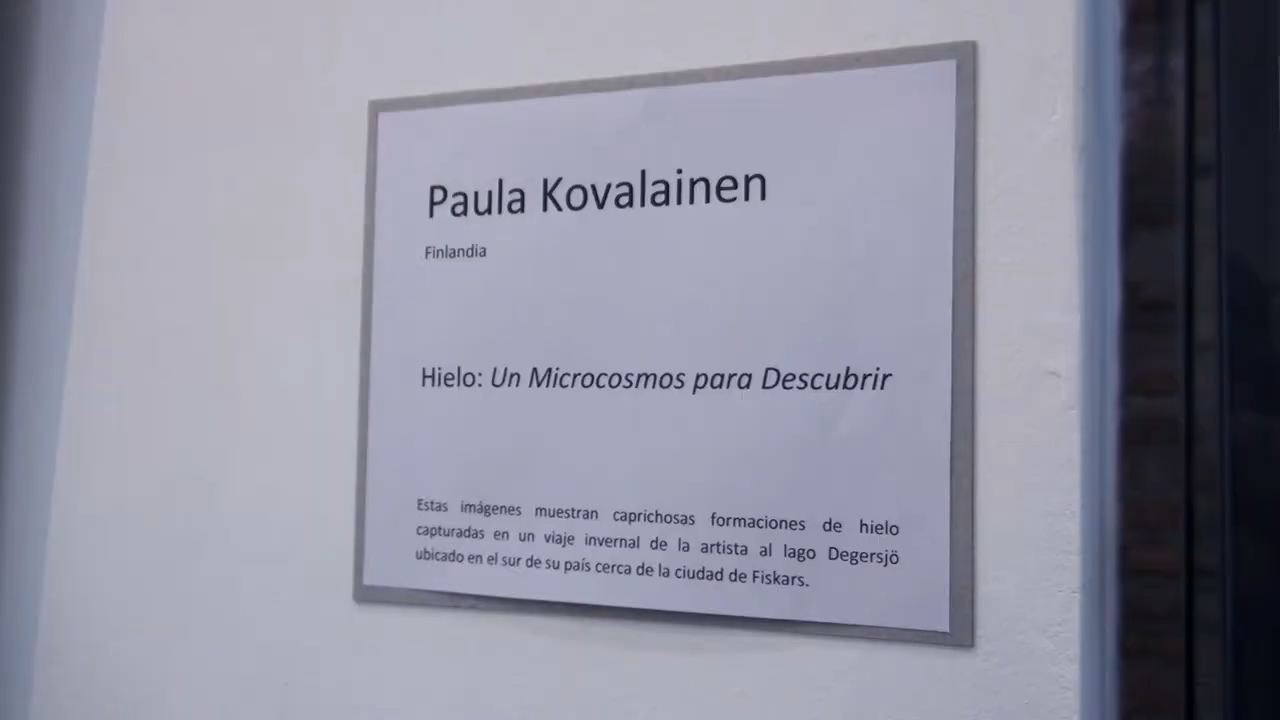 Paula Kovalainen
Finlandia
Hielo: Un Microcosmos para Descubrir
Estas imágenes muestran caprichosas formaciones de hielo
capturadas en un viaje invernal de la artista al lago Degersjö
ubicado en el sur de su país cerca de la ciudad de Fiskars.